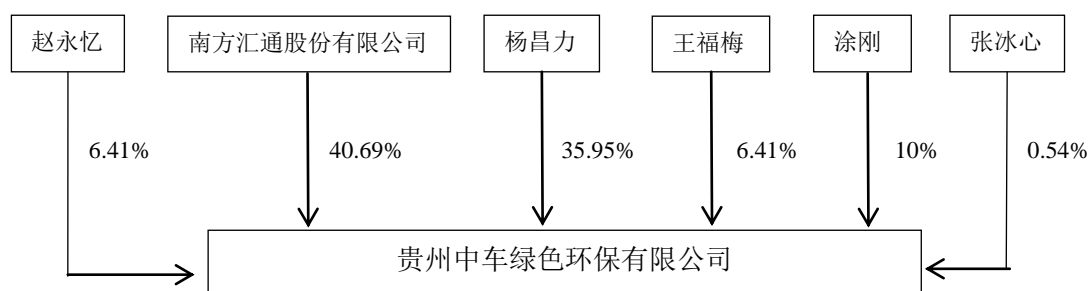 赵永忆 南方汇通股份有限公司 杨昌力 王福梅 涂刚 张冰心
6.41% 40.69% 35.95% 6.41% 10% 0.54%
贵州中车绿色环保有限公司